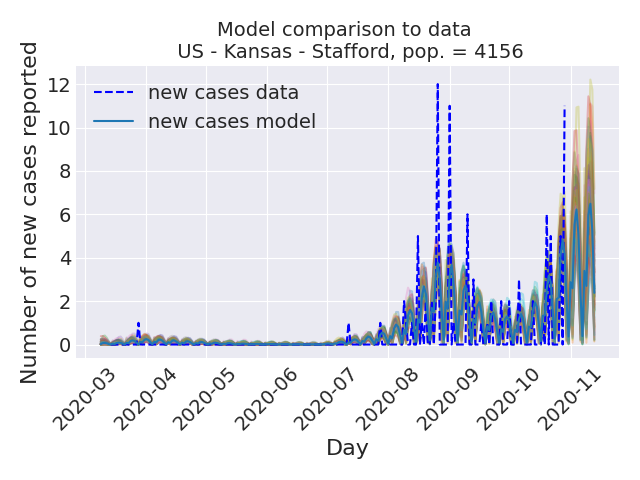 Model comparison to data
US - Kansas - Stafford, pop. = 4156
Number of new cases reported
12
10
8
6
4
2
0
new cases data
new cases model
2020-03
2020-04
2020-05
2020-06
2020-07
2020-08
2020-09
2020-10
2020-11
Day